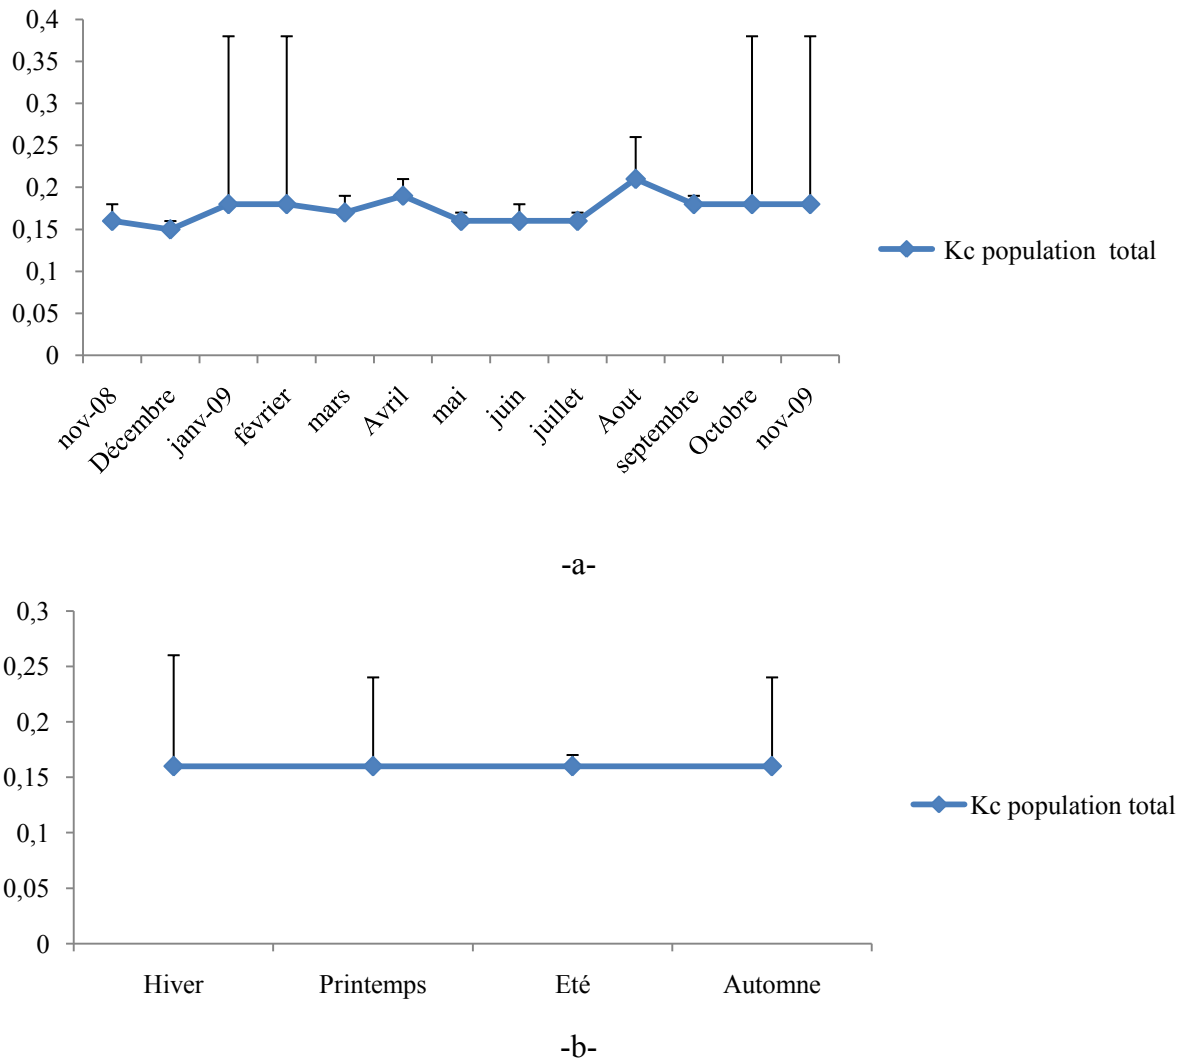 0,4
0,35
0,3
0,25
0,2
0,15
0,1
0,05
0
nov-08
Décembre
janv-09
février
mars
Avril
mai
juin
juillet
Aout
septembre
Octobre
nov-09
Kc population total
-a-
0,3
0,25
0,2
0,15
0,1
0,05
0
Hiver
Printemps
Eté
Automne
Kc population total
-b-